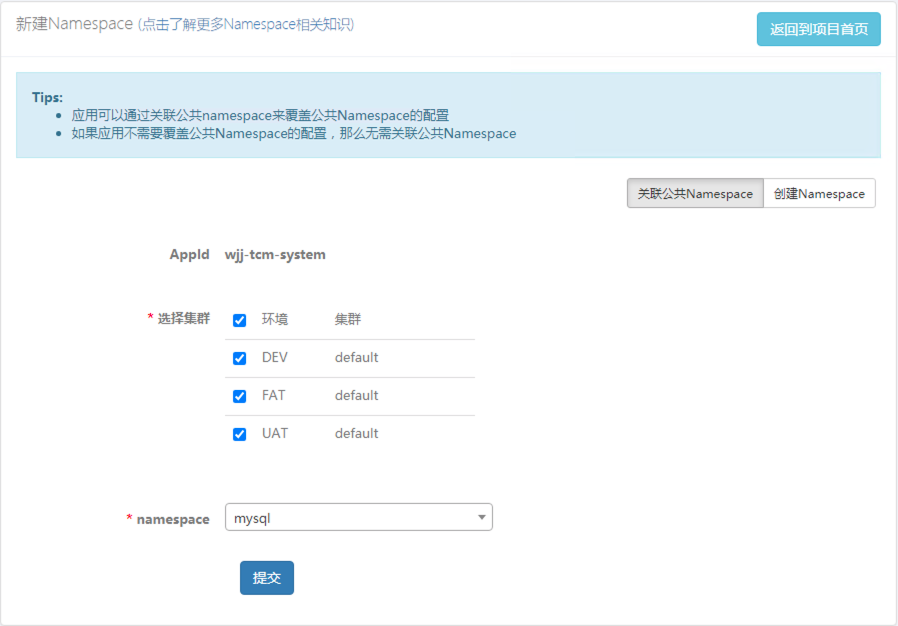 新建Namespace (点击了解更多Namespace相关知识)
返回到项目首页
Tips:
应用可以通过关联公共namespace来覆盖公共Namespace的配置
如果应用不需要覆盖公共Namespace的配置，那么无需关联公共Namespace
关联公共Namespace 创建Namespace
AppId wjj-tcm-system
* 选择集群 环境 集群
DEV default
FAT default
UAT default
* namespace mysql
提交